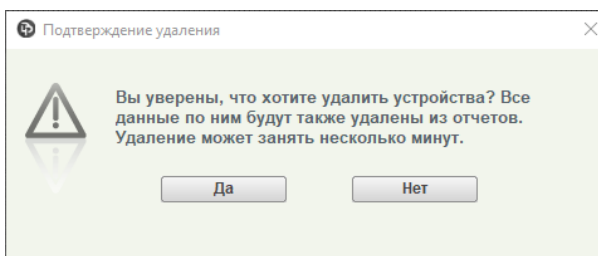 Подтверждение удаления
Вы уверены, что хотите удалить устройства? Все
данные по ним будут также удалены из отчетов.
Удаление может занять несколько минут.
Да
Нет